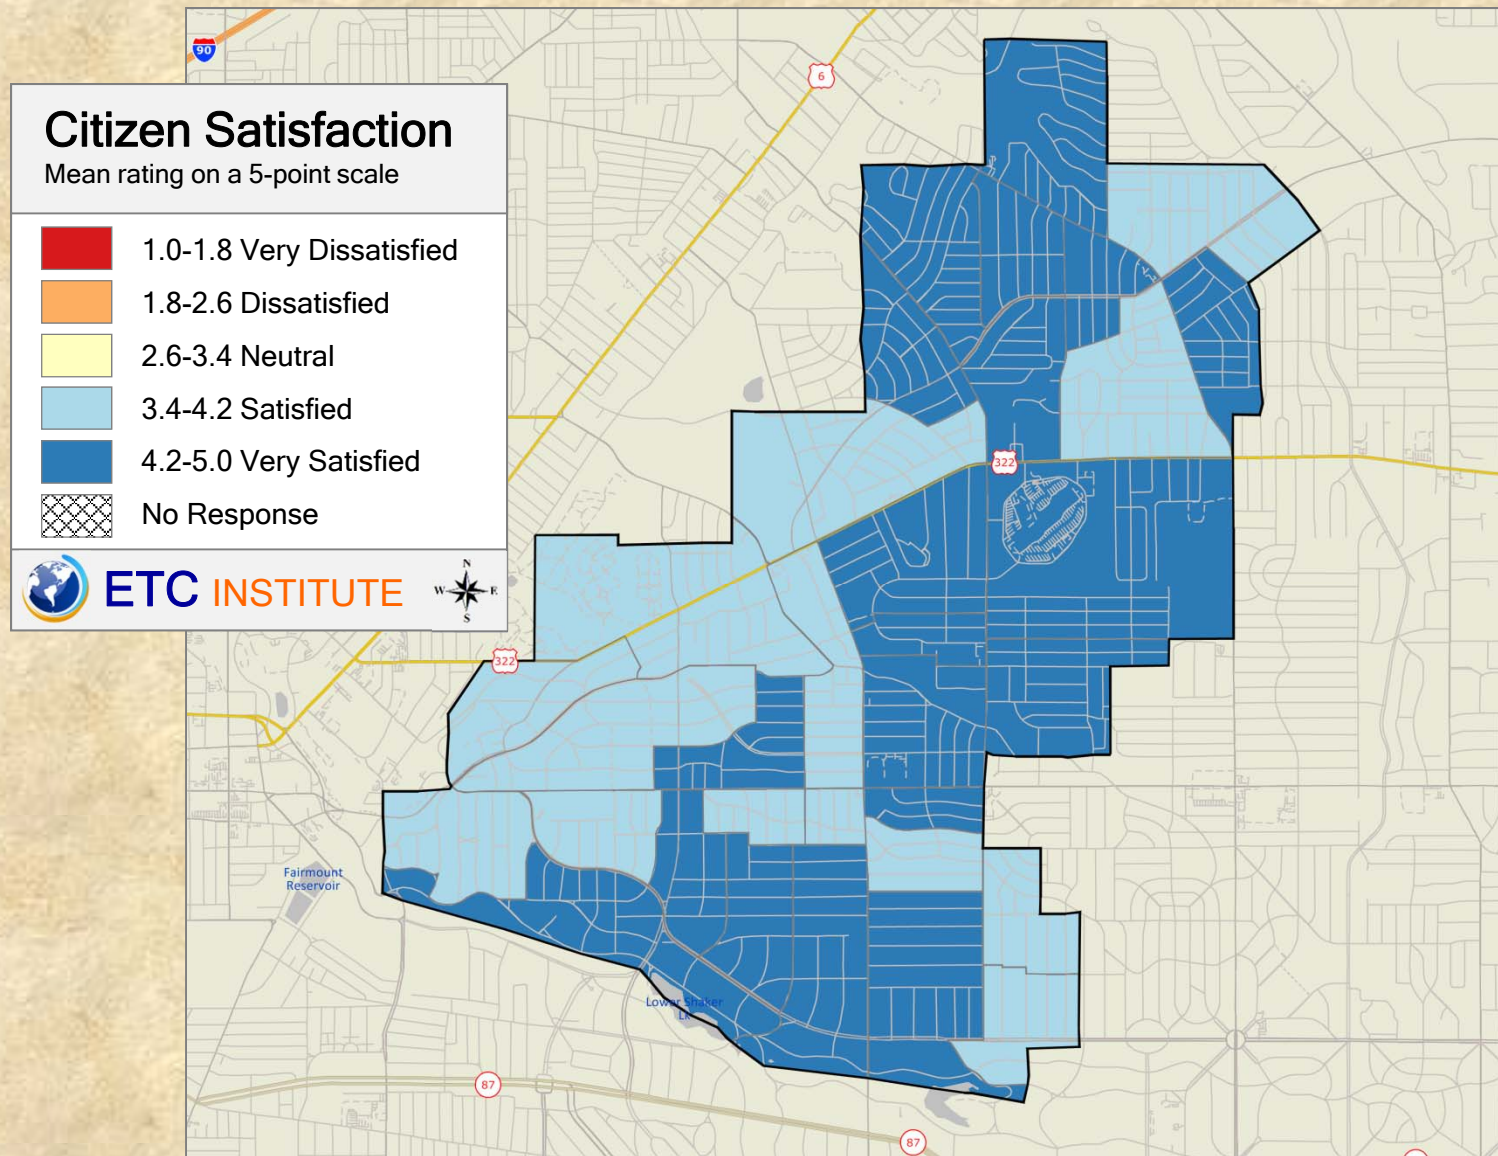 90
6
Citizen Satisfaction
Mean rating on a 5-point scale
1.0-1.8 Very Dissatisfied
1.8-2.6 Dissatisfied
2.6-3.4 Neutral
3.4-4.2 Satisfied
4.2-5.0 Very Satisfied
No Response
ETC INSTITUTE
N
W E
S
322
322
Fairmount
Reservoir
Lower Shaker
Lk
87
87